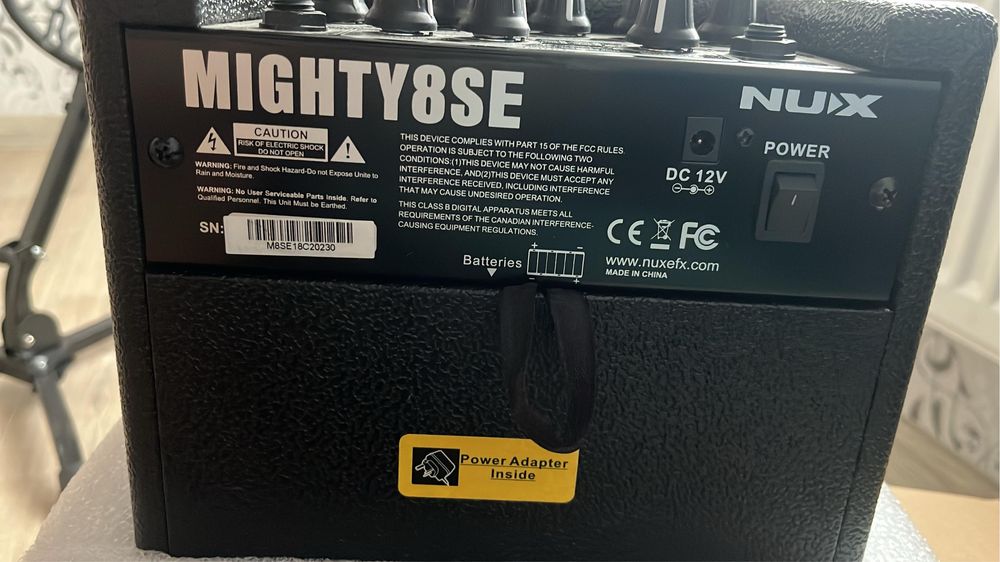 MIGHTY8SE
NUX
CAUTION
RISK OF ELECTRIC SHOCK
DO NOT OPEN
WARNING: Fire and Shock Hazard-Do not Expose Unite to
Rain and Moisture.
WARNING: No User Serviceable Parts Inside. Refer to
Qualified Personnel. This Unit Must be Earthed.
SN:
M8SE18C20230
THIS DEVICE COMPLIES WITH PART 15 OF THE FCC RULES.
OPERATION IS SUBJECT TO THE FOLLOWING TWO
CONDITIONS:(1)THIS DEVICE MAY NOT CAUSE HARMFUL
INTERFERENCE, AND(2)THIS DEVICE MUST ACCEPT ANY
INTERFERENCE RECEIVED, INCLUDING INTERFERENCE
THAT MAY CAUSE UNDESIRED OPERATION.
THIS CLASS B DIGITAL APPARATUS MEETS ALL
REQUIREMENTS OF THE CANADIAN INTERFERENCE-
CAUSING EQUIPMENT REGULATIONS.
Batteries
+ -
- +
DC 12V
- +
POWER
I
CE FC
www.nuxefx.com
MADE IN CHINA
Power Adapter
Inside